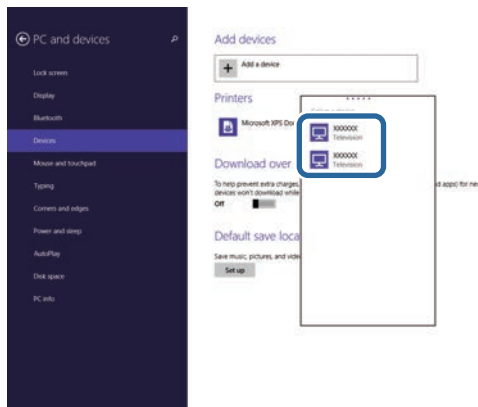 PC and devices
Lock screen
Display
Bluetooth
Devices
Mouse and touchpad
Typing
Corners and edges
Power and sleep
AutoPlay
Disk space
PC info
Add devices
+ Add a device
Printers
Microsoft XPS Doc
Download over
To help prevent extra charges,
d apps) for ne
devices won't download while
Off
Default save loca
Save music, pictures, and vide
Set up
XXXXXX
Television
XXXXXX
Television